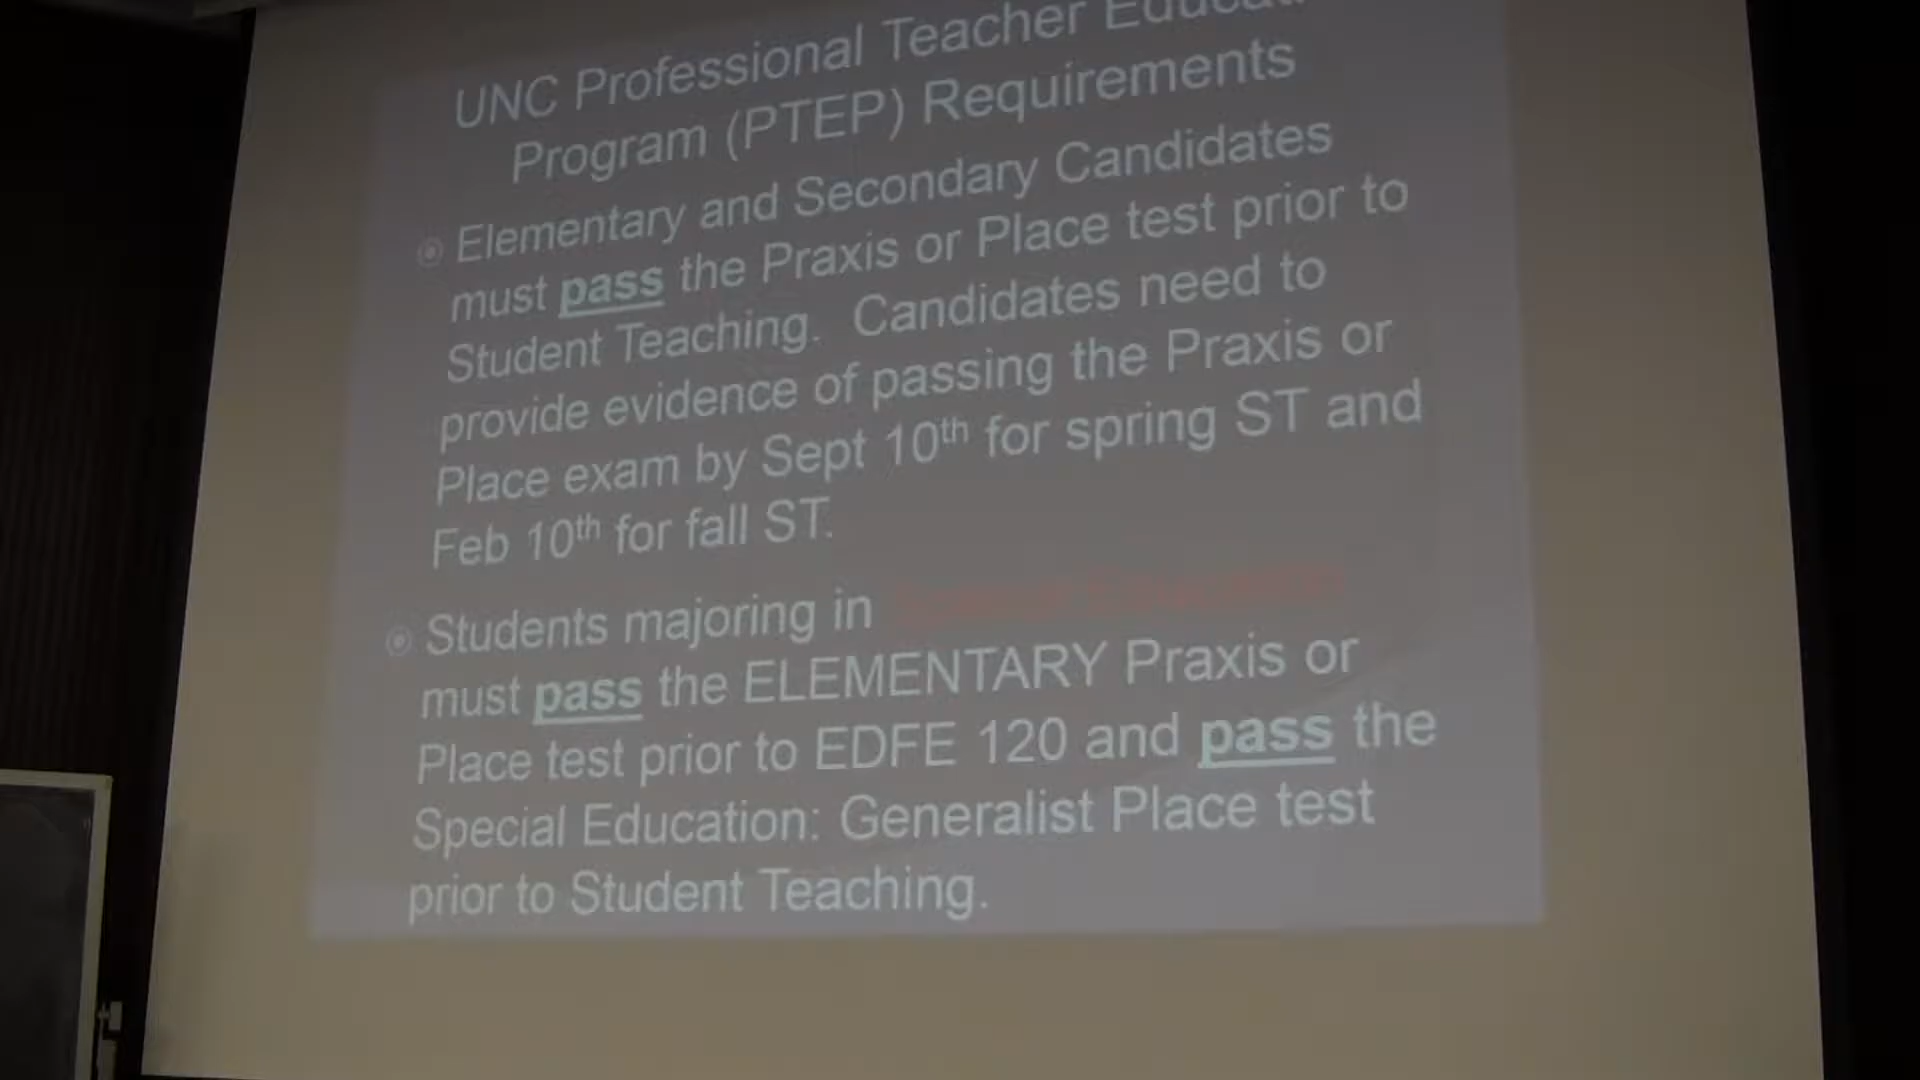 UNC Professional Teacher
Program (PTEP) Requirements
Elementary and Secondary Candidates
must pass the Praxis or Place test prior to
Student Teaching. Candidates need to
provide evidence of passing the Praxis or
Place exam by Sept 10th for spring ST and
Feb 10th for fall ST.
Students majoring in
must pass the ELEMENTARY Praxis or
Place test prior to EDFE 120 and pass the
Special Education: Generalist Place test
prior to Student Teaching.